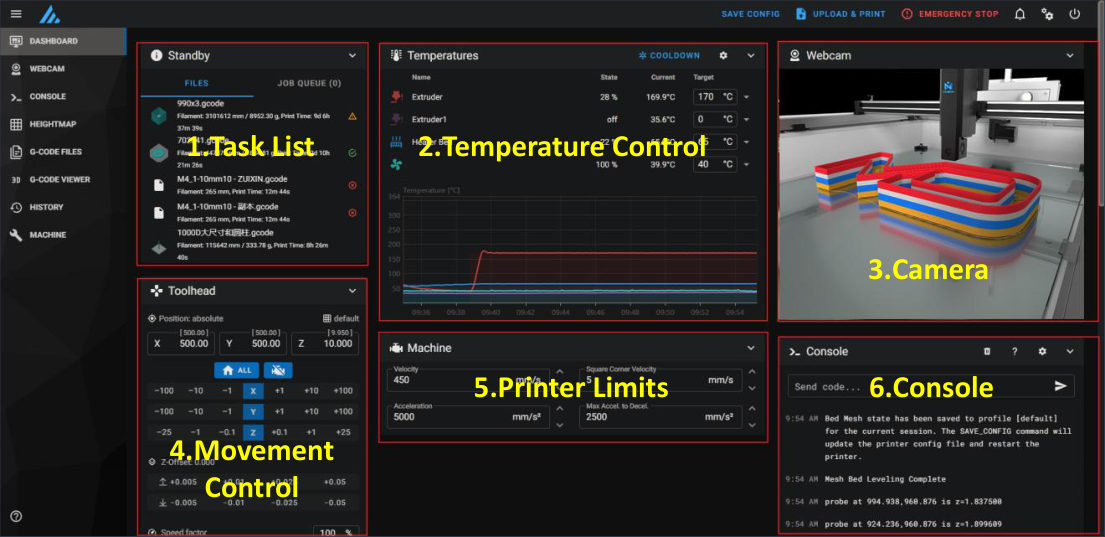 SAVE CONFIG
UPLOAD & PRINT
EMERGENCY STOP
DASHBOARD
WEBCAM
CONSOLE
HEIGHTMAP
G-CODE FILES
G-CODE VIEWER
HISTORY
MACHINE
Standby
FILES JOB QUEUE (0)
990x3.gcode
Filament: 3101612 mm / 8952.30 g, Print Time: 9d 6h
37m 39s
21m 26s
M4_1-10mm10 - ZUIXIN.gcode
Filament: 265 mm, Print Time: 12m 44s
M4_1-10mm10 - 副本.gcode
Filament: 265 mm, Print Time: 12m 44s
1000D大尺寸和圆柱.gcode
Filament: 115642 mm / 333.78 g, Print Time: 8h 26m
40s
1.Task List
Temperatures
COOLDOWN
Name State Current Target
Extruder 28 % 169.9°C 170 °C
Extruder1 off 35.6°C 0 °C
Heater Bed °C
100 % 39.9°C 40 °C
2.Temperature Control
Temperature [°C]
350
300
250
200
150
100
50
09:36 09:38 09:40 09:42 09:44 09:46 09:48 09:50 09:52 09:54
Webcam
3.Camera
Toolhead
Position: absolute default
[ 500.00 ] [ 500.00 ] [ 9.950 ]
X 500.00 Y 500.00 Z 10.000
ALL
-100 -10 -1 X +1 +10 +100
-100 -10 -1 Y +1 +10 +100
-25 -1 -0.1 Z +0.1 +1 +25
4.Movement
Control
Z-Offset: 0.000
+0.005 +0.01 +0.025 +0.05
-0.005 -0.01 -0.025 -0.05
Speed factor 100 %
Machine
Velocity
450 mm/s
Square Corner Velocity
5 mm/s
Acceleration
5000 mm/s²
Max Accel. to Decel.
2500 mm/s²
5.Printer Limits
Console
Send code...
6.Console
9:54 AM Bed Mesh state has been saved to profile [default]
for the current session. The SAVE_CONFIG command will
update the printer config file and restart the
printer.
9:54 AM Mesh Bed Leveling Complete
9:54 AM probe at 994.938,960.876 is z=1.837500
9:54 AM probe at 924.236,960.876 is z=1.899609